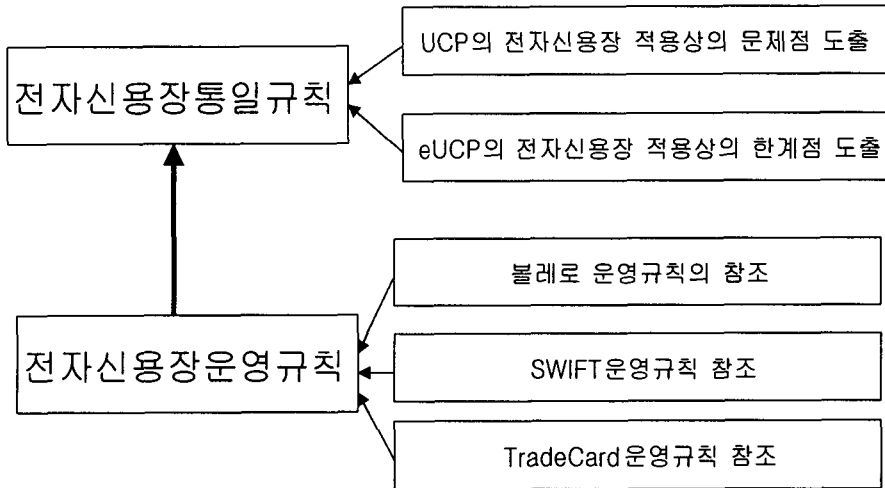 UCP의 전자신용장 적용상의 문제점 도출
전자신용장통일규칙
eUCP의 전자신용장 적용상의 한계점 도출
볼레로 운영규칙의 참조
전자신용장운영규칙
SWIFT운영규칙 참조
TradeCard운영규칙 참조